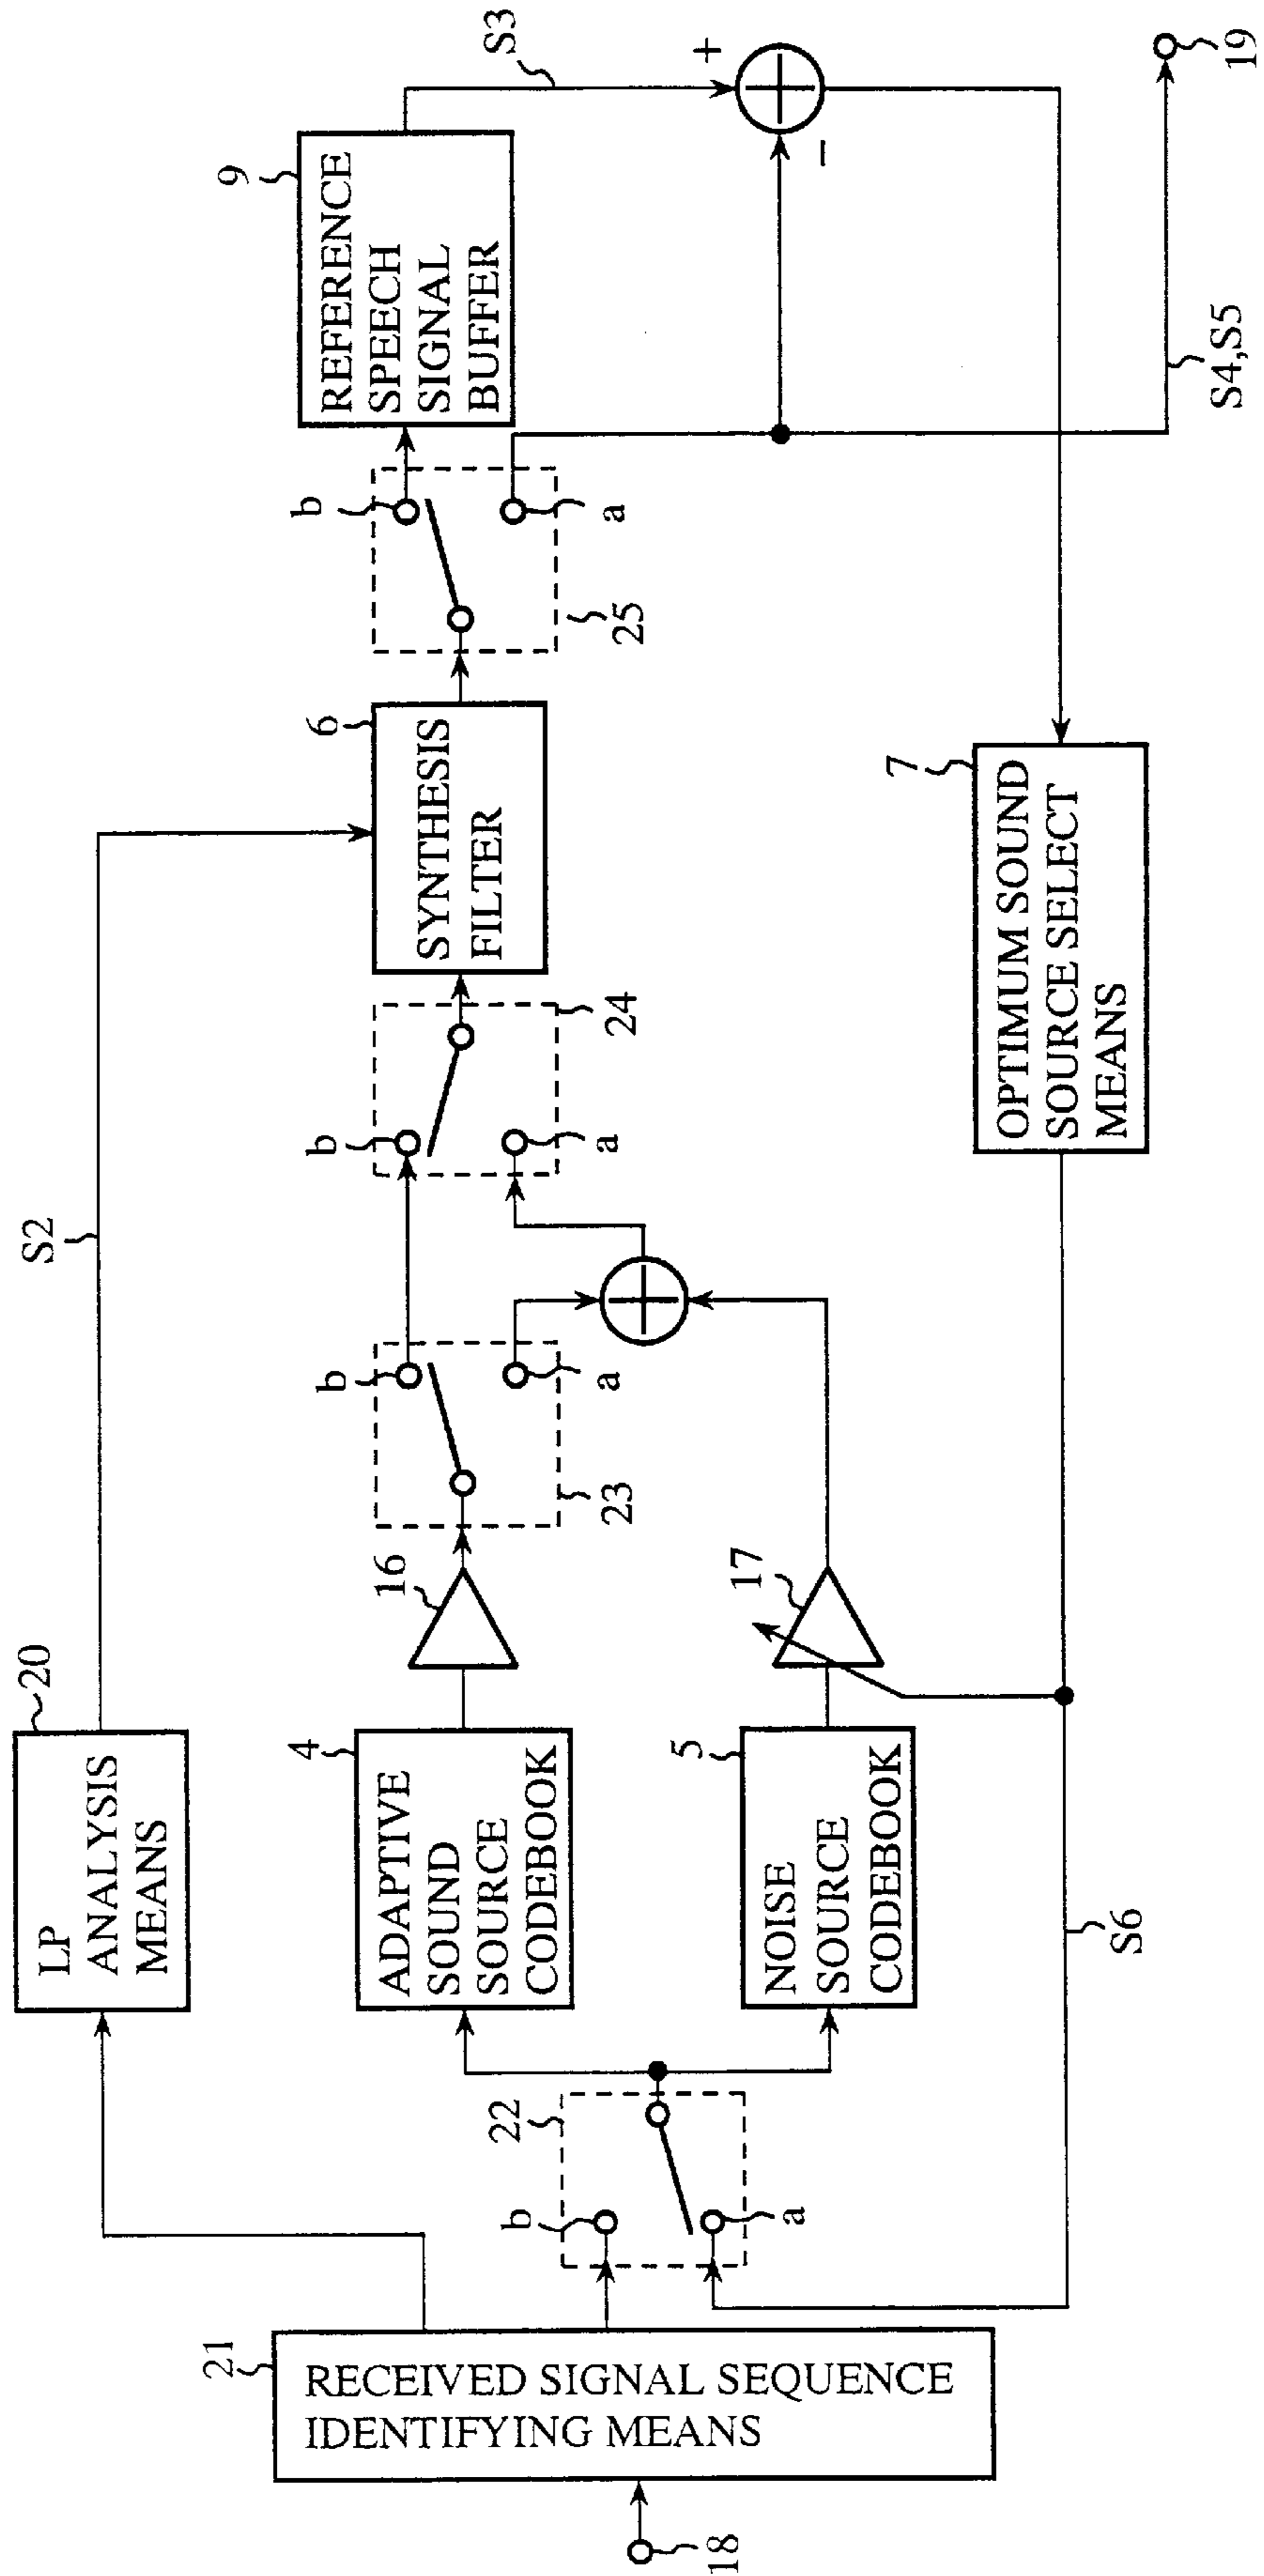 LP
ANALYSIS
MEANS
20
S2
21
RECEIVED SIGNAL SEQUENCE
IDENTIFYING MEANS
18
22
b
a
4
ADAPTIVE
SOUND
SOURCE
CODEBOOK
5
NOISE
SOURCE
CODEBOOK
16
17
23
b
a
24
b
a
6
SYNTHESIS
FILTER
25
b
a
9
REFERENCE
SPEECH
SIGNAL
BUFFER
S3
+
−
7
OPTIMUM SOUND
SOURCE SELECT
MEANS
S6
S4,S5
19